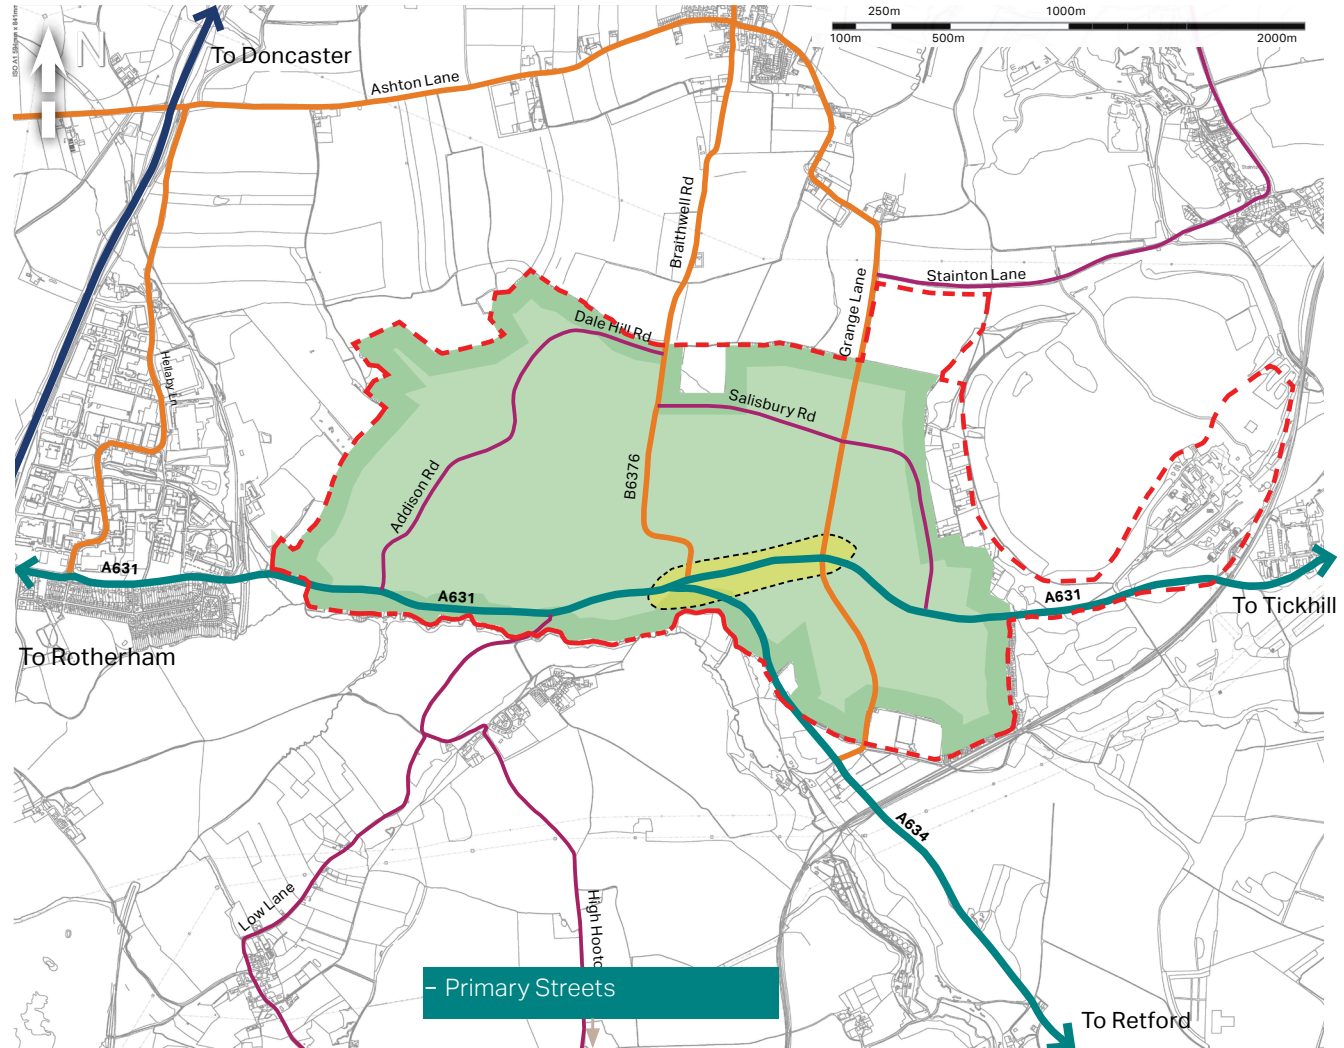 250m
1000m
100m
500m
2000m
N
To Doncaster
Ashton Lane
Braithwell Rd
Stainton Lane
Grange Lane
Dale Hill Rd
Hellaby Ln
Salisbury Rd
B6376
Addison Rd
A631
A631
A631
To Tickhill
To Rotherham
A634
Low Lane
High Hooto
– Primary Streets
To Retford